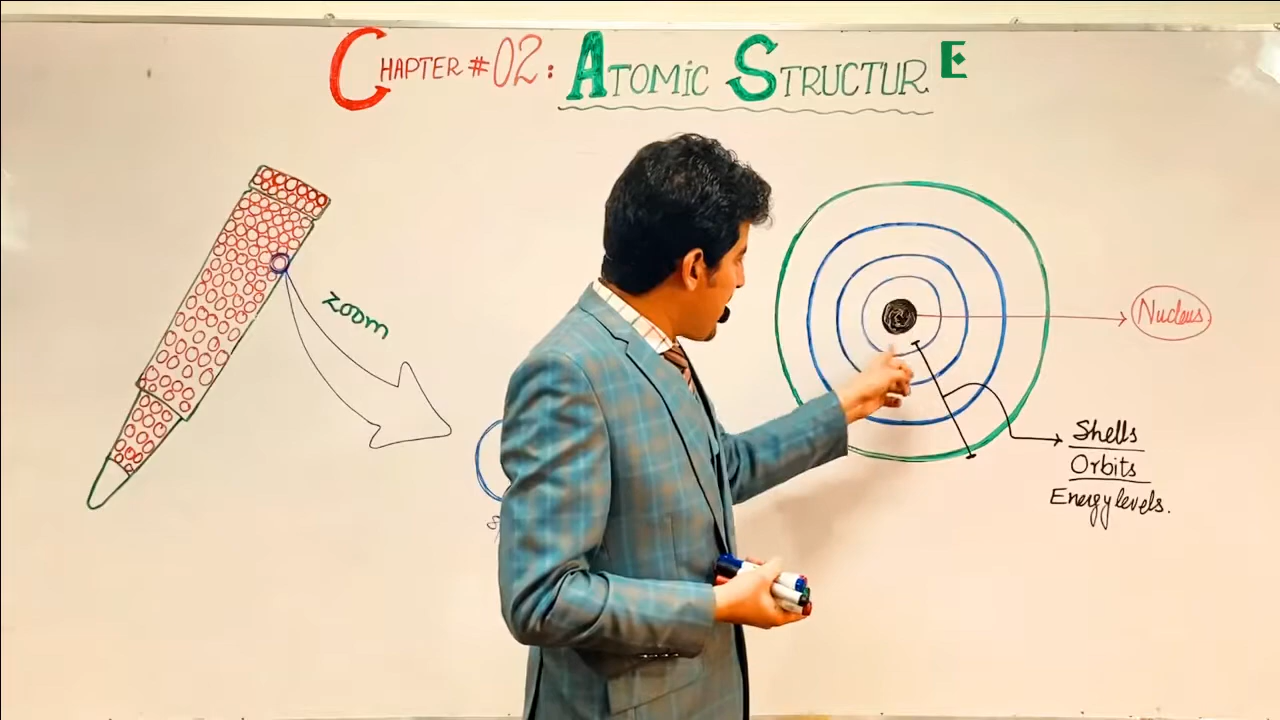 CHAPTER #02: ATOMIC STRUCTURE
zoom
Nucleus.
Shells
Orbits
Energy levels.